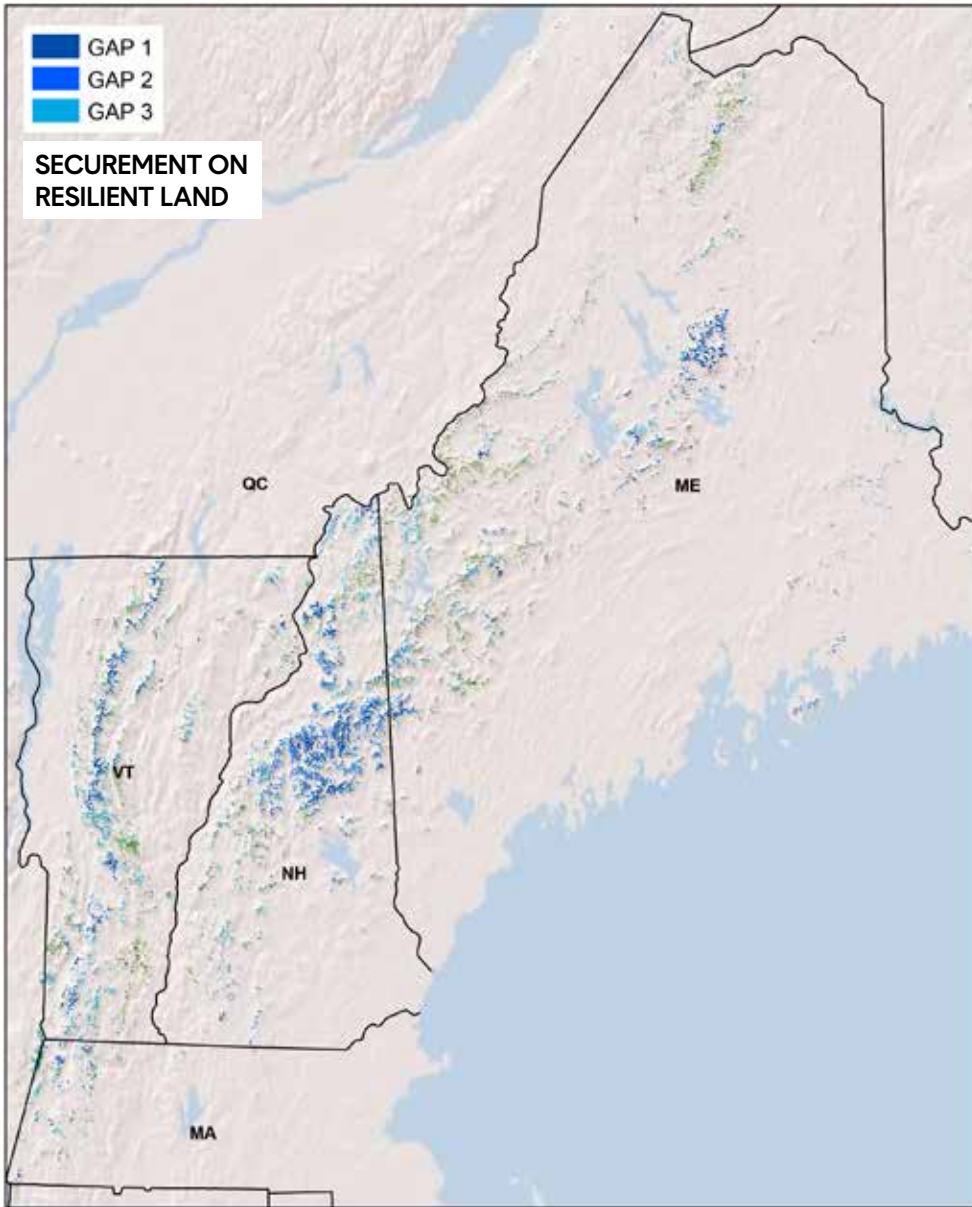 GAP 1
GAP 2
GAP 3
SECUREMENT ON
RESILIENT LAND
QC
ME
VT
NH
MA